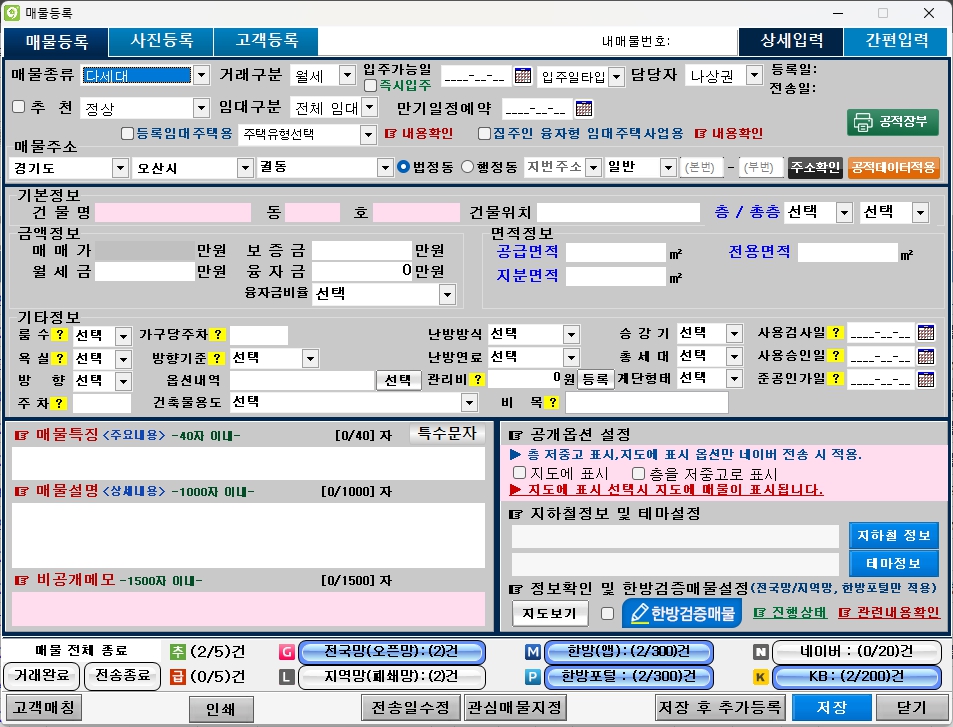 매물등록
매물등록 사진등록 고객등록 내매물번호: 상세입력 간편입력
매물종류 다세대 거래구분 월세 입주가능일 ____-__-__ 입주일타입 담당자 나상권 등록일:
즉시입주 전송일:
추 천 정상 임대구분 전체 임대 만기일정예약 ____-__-__ 공적장부
등록임대주택용 주택유형선택 ☞ 내용확인 집주인 융자형 임대주택사업용 ☞ 내용확인
매물주소
경기도 오산시 궐동 법정동 행정동 지번주소 일반 (본번) - (부번) 주소확인 공적데이터적용
기본정보
건 물 명 동 호 건물위치 층 / 총층 선택 선택
금액정보 면적정보
매 매 가 만원 보 증 금 만원 공급면적 ㎡ 전용면적 ㎡
월 세 금 만원 융 자 금 0 만원 지분면적 ㎡
융자금비율 선택
기타정보
룸 수 ? 선택 가구당주차 ? 난방방식 선택 승 강 기 선택 사용검사일 ? ____-__-__
욕 실 ? 선택 방향기준 ? 선택 난방연료 선택 총 세 대 선택 사용승인일 ? ____-__-__
방 향 선택 옵션내역 선택 관리비 ? 0 원 등록 계단형태 선택 준공인가일 ? ____-__-__
주 차 ? 건축물용도 선택 비 목 ?
☞ 매물특징 <주요내용> -40자 이내- [0/40] 자 특수문자
☞ 매물설명 <상세내용> -1000자 이내- [0/1000] 자
☞ 비공개메모 -1500자 이내- [0/1500] 자
☞ 공개옵션 설정
▶ 층 저중고 표시,지도에 표시 옵션만 네이버 전송 시 적용.
지도에 표시 층을 저중고로 표시
▶ 지도에 표시 선택시 지도에 매물이 표시됩니다.
☞ 지하철정보 및 테마설정
지하철 정보
테마정보
☞ 정보확인 및 한방검증매물설정(전국망/지역망, 한방포털만 적용)
지도보기 한방검증매물 ☞ 진행상태 ☞ 관련내용확인
매물 전체 종료 추 (2/5)건 G 전국망(오픈망):(2)건 M 한방(앱):(2/300)건 N 네이버 : (0/20)건
거래완료 전송종료 급 (0/5)건 L 지역망(폐쇄망):(2)건 P 한방포털 : (2/300)건 K KB: (2/200)건
고객매칭 인쇄 전송일수정 관심매물지정 저장 후 추가등록 저장 닫기